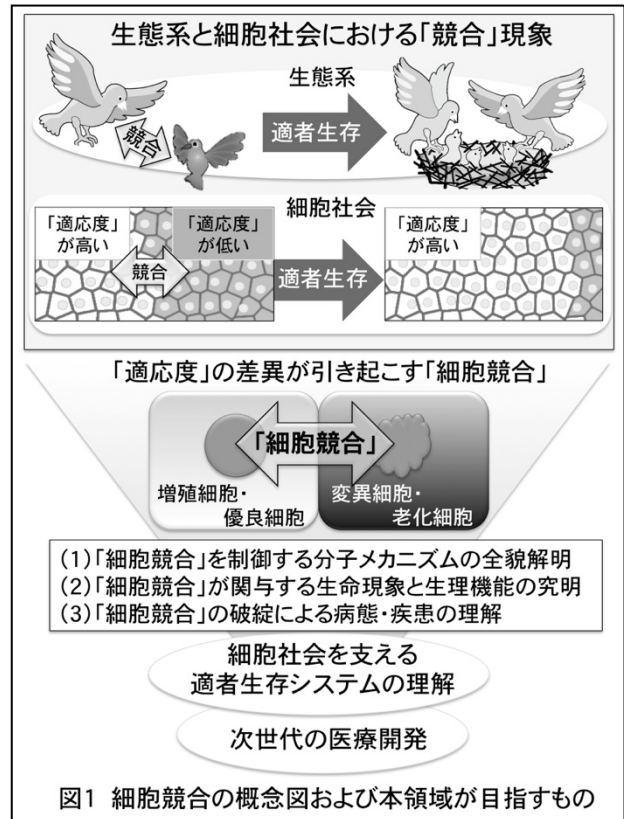 生態系と細胞社会における「競合」現象
生態系
競合
適者生存
細胞社会
「適応度」
が高い
「適応度」
が低い
競合
適者生存
「適応度」
が高い
「適応度」の差異が引き起こす「細胞競合」
「細胞競合」
増殖細胞・
優良細胞
変異細胞・
老化細胞
(1)「細胞競合」を制御する分子メカニズムの全貌解明
(2)「細胞競合」が関与する生命現象と生理機能の究明
(3)「細胞競合」の破綻による病態・疾患の理解
細胞社会を支える
適者生存システムの理解
次世代の医療開発
図1 細胞競合の概念図および本領域が目指すもの